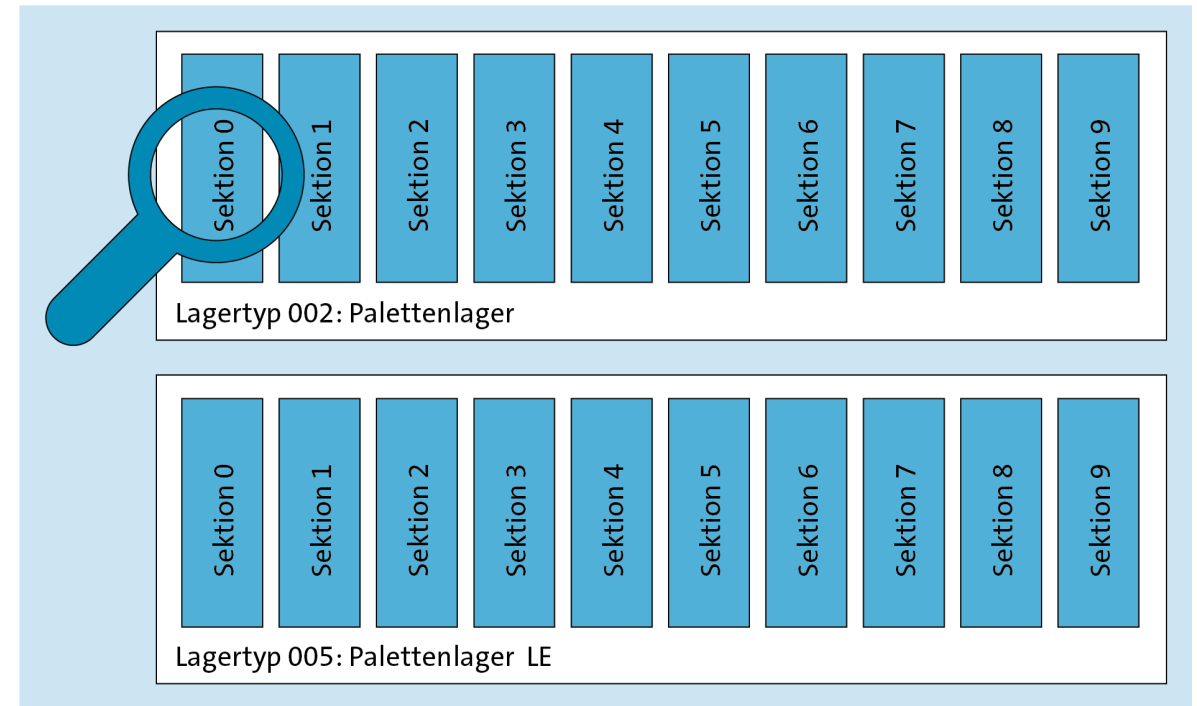 Sektion 0
Sektion 1
Sektion 2
Sektion 3
Sektion 4
Sektion 5
Sektion 6
Sektion 7
Sektion 8
Sektion 9
Lagertyp 002: Palettenlager
Sektion 0
Sektion 1
Sektion 2
Sektion 3
Sektion 4
Sektion 5
Sektion 6
Sektion 7
Sektion 8
Sektion 9
Lagertyp 005: Palettenlager LE